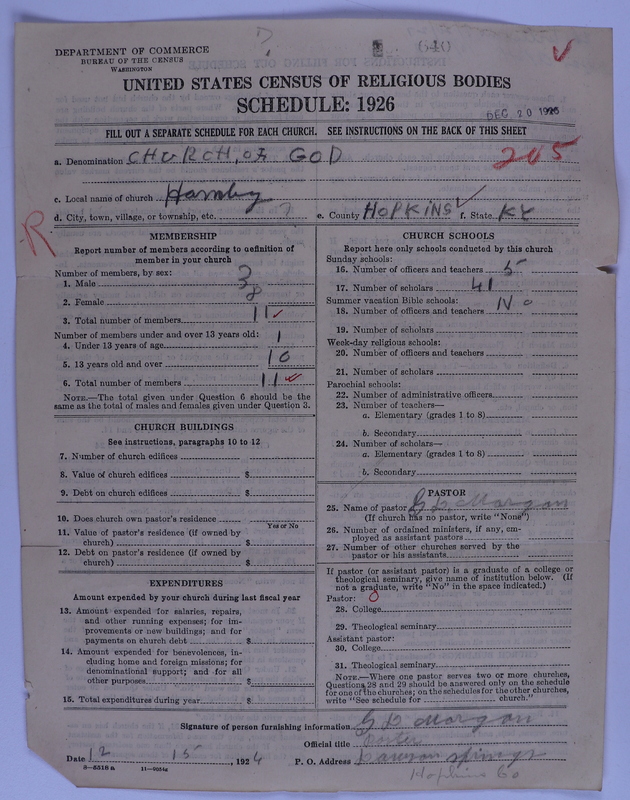 640
DEPARTMENT OF COMMERCE
BUREAU OF THE CENSUS
WASHINGTON
UNITED STATES CENSUS OF RELIGIOUS BODIES
SCHEDULE: 1926
DEC 20 1926
FILL OUT A SEPARATE SCHEDULE FOR EACH CHURCH. SEE INSTRUCTIONS ON THE BACK OF THIS SHEET
a. Denomination CHURCH, OF GOD
205
c. Local name of church Hamby
d. City, town, village, or township, etc. ? e. County HOPKINS f. State KY
R
MEMBERSHIP
Report number of members according to definition of
member in your church
Number of members, by sex:
1. Male 3
2. Female 8
3. Total number of members 11
Number of members under and over 13 years old:
4. Under 13 years of age 1
5. 13 years old and over 10
6. Total number of members 11
NOTE.—The total given under Question 6 should be
same as the total of males and females given under Question 3.
CHURCH BUILDINGS
See instructions, paragraphs 10 to 12
7. Number of church edifices
8. Value of church edifices $
9. Debt on church edifices $
10. Does church own pastor's residence
Yes or No
11. Value of pastor's residence (if owned by
church) $
12. Debt on pastor's residence (if owned by
church) $
EXPENDITURES
Amount expended by your church during last fiscal year
13. Amount expended for salaries, repairs,
and other running expenses; for im-
provements or new buildings; and for
payments on church debt $
14. Amount expended for benevolences, in-
cluding home and foreign missions; for
denominational support; and for all
other purposes $
15. Total expenditures during year $
CHURCH SCHOOLS
Report here only schools conducted by this church
Sunday schools:
16. Number of officers and teachers 5
17. Number of scholars 41
Summer vacation Bible schools:
18. Number of officers and teachers No
19. Number of scholars
Week-day religious schools:
20. Number of officers and teachers
21. Number of scholars
Parochial schools:
22. Number of administrative officers
23. Number of teachers—
a. Elementary (grades 1 to 8)
b. Secondary
24. Number of scholars—
a. Elementary (grades 1 to 8)
b. Secondary
PASTOR
25. Name of pastor G L Morgan
(If church has no pastor, write "None")
26. Number of ordained ministers, if any, em-
ployed as assistant pastors
27. Number of other churches served by the
pastor or his assistants
If pastor (or assistant pastor) is a graduate of a college or
theological seminary, give name of institution below. (If
not a graduate, write "No" in the space indicated.)
Pastor: 0
28. College
29. Theological seminary
Assistant pastor:
30. College
31. Theological seminary
NOTE.—Where one pastor serves two or more churches,
Questions 28 and 29 should be answered only on the schedule
for one of the churches; on the schedules for the other churches,
write "See schedule for church."
Signature of person furnishing information G L Morgan
Official title
Date 12 15, 1924 P. O. Address Dawson Springs
8—5518a 11—9034a
Hopkins Co